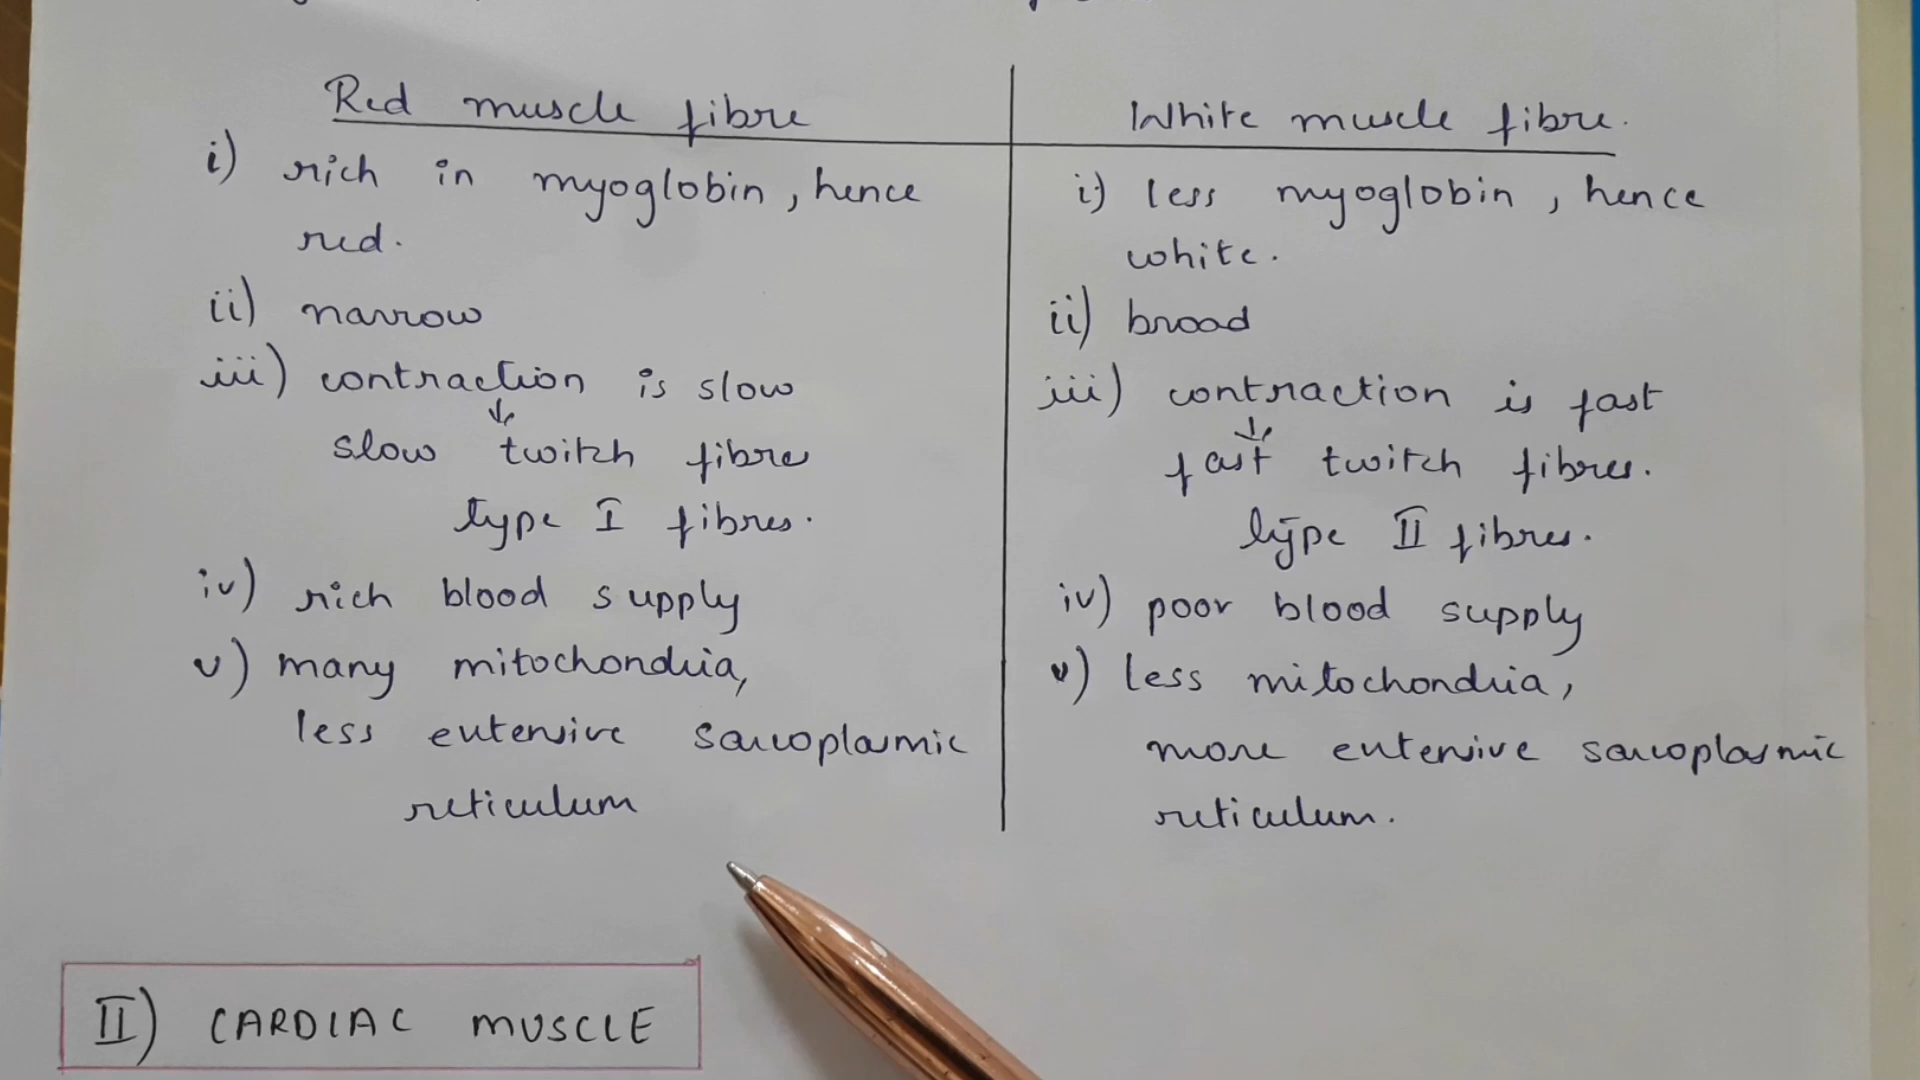 Red muscle fibre
i) rich in myoglobin, hence
red.
ii) narrow
iii) contraction is slow
slow twitch fibre
type I fibres.
iv) rich blood supply
v) many mitochondria,
less extensive sarcoplasmic
reticulum
White muscle fibre.
i) less myoglobin, hence
white.
ii) broad
iii) contraction is fast
fast twitch fibres.
type II fibres.
iv) poor blood supply
v) less mitochondria,
more extensive sarcoplasmic
reticulum.
II) CARDIAC MUSCLE